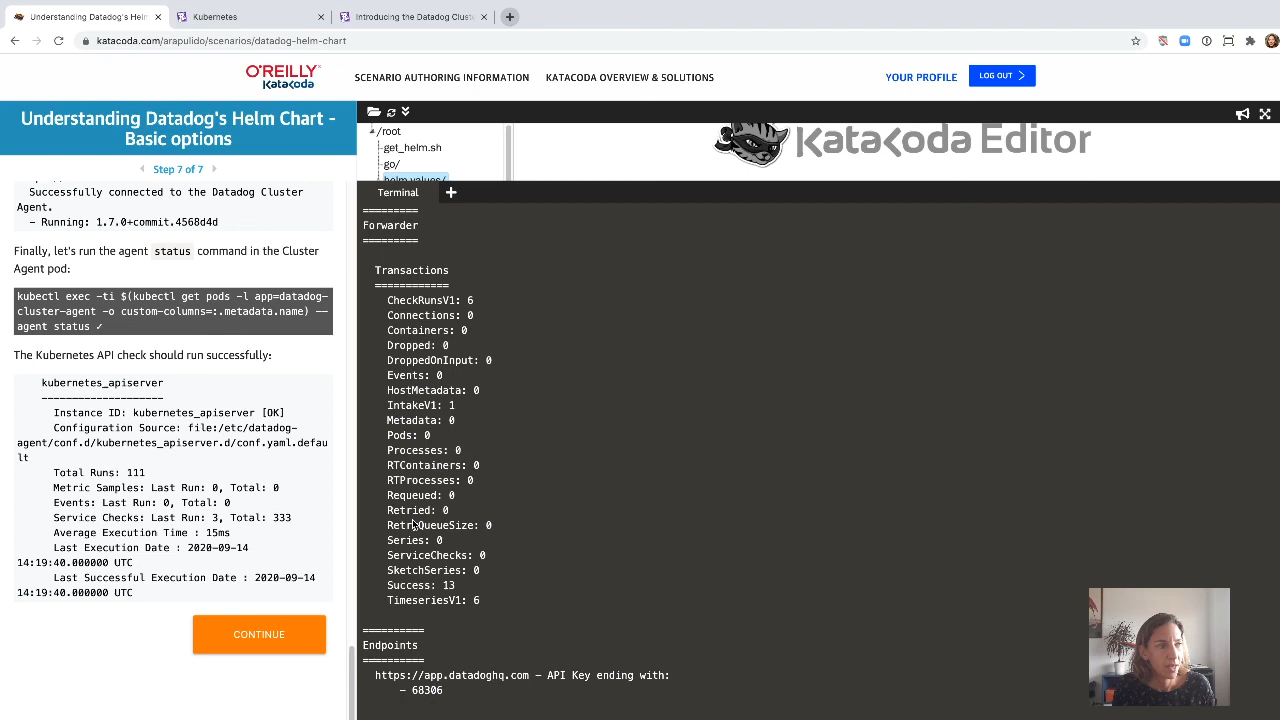 Understanding Datadog's Helm
Kubernetes
Introducing the Datadog Cluste
katacoda.com/arapulido/scenarios/datadog-helm-chart
O'REILLY
Katacoda
SCENARIO AUTHORING INFORMATION
KATACODA OVERVIEW & SOLUTIONS
YOUR PROFILE
LOG OUT
Understanding Datadog's Helm Chart -
Basic options
Step 7 of 7
Successfully connected to the Datadog Cluster
Agent.
- Running: 1.7.0+commit.4568d4d
Finally, let's run the agent status command in the Cluster
Agent pod:
kubectl exec -ti $(kubectl get pods -l app=datadog-
cluster-agent -o custom-columns=:.metadata.name) --
agent status ✓
The Kubernetes API check should run successfully:
kubernetes_apiserver
--------------------
Instance ID: kubernetes_apiserver [OK]
Configuration Source: file:/etc/datadog-
agent/conf.d/kubernetes_apiserver.d/conf.yaml.defau
lt
Total Runs: 111
Metric Samples: Last Run: 0, Total: 0
Events: Last Run: 0, Total: 0
Service Checks: Last Run: 3, Total: 333
Average Execution Time : 15ms
Last Execution Date : 2020-09-14
14:19:40.000000 UTC
Last Successful Execution Date : 2020-09-14
14:19:40.000000 UTC
CONTINUE
/root
get_helm.sh
go/
helm values/
Katacoda Editor
Terminal
=========
Forwarder
=========
Transactions
============
CheckRunsV1: 6
Connections: 0
Containers: 0
Dropped: 0
DroppedOnInput: 0
Events: 0
HostMetadata: 0
IntakeV1: 1
Metadata: 0
Pods: 0
Processes: 0
RTContainers: 0
RTProcesses: 0
Requeued: 0
Retried: 0
RetryQueueSize: 0
Series: 0
ServiceChecks: 0
SketchSeries: 0
Success: 13
TimeseriesV1: 6
==========
Endpoints
==========
https://app.datadoghq.com - API Key ending with:
- 68306